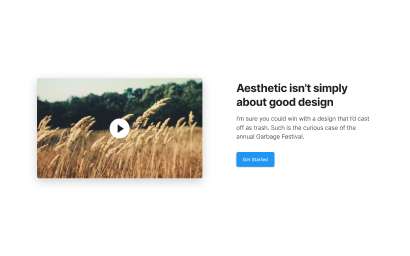 Aesthetic isn't simply
about good design
I'm sure you could win with a design that I'd cast
off as trash. Such is the curious case of the
annual Garbage Festival.
Get Started